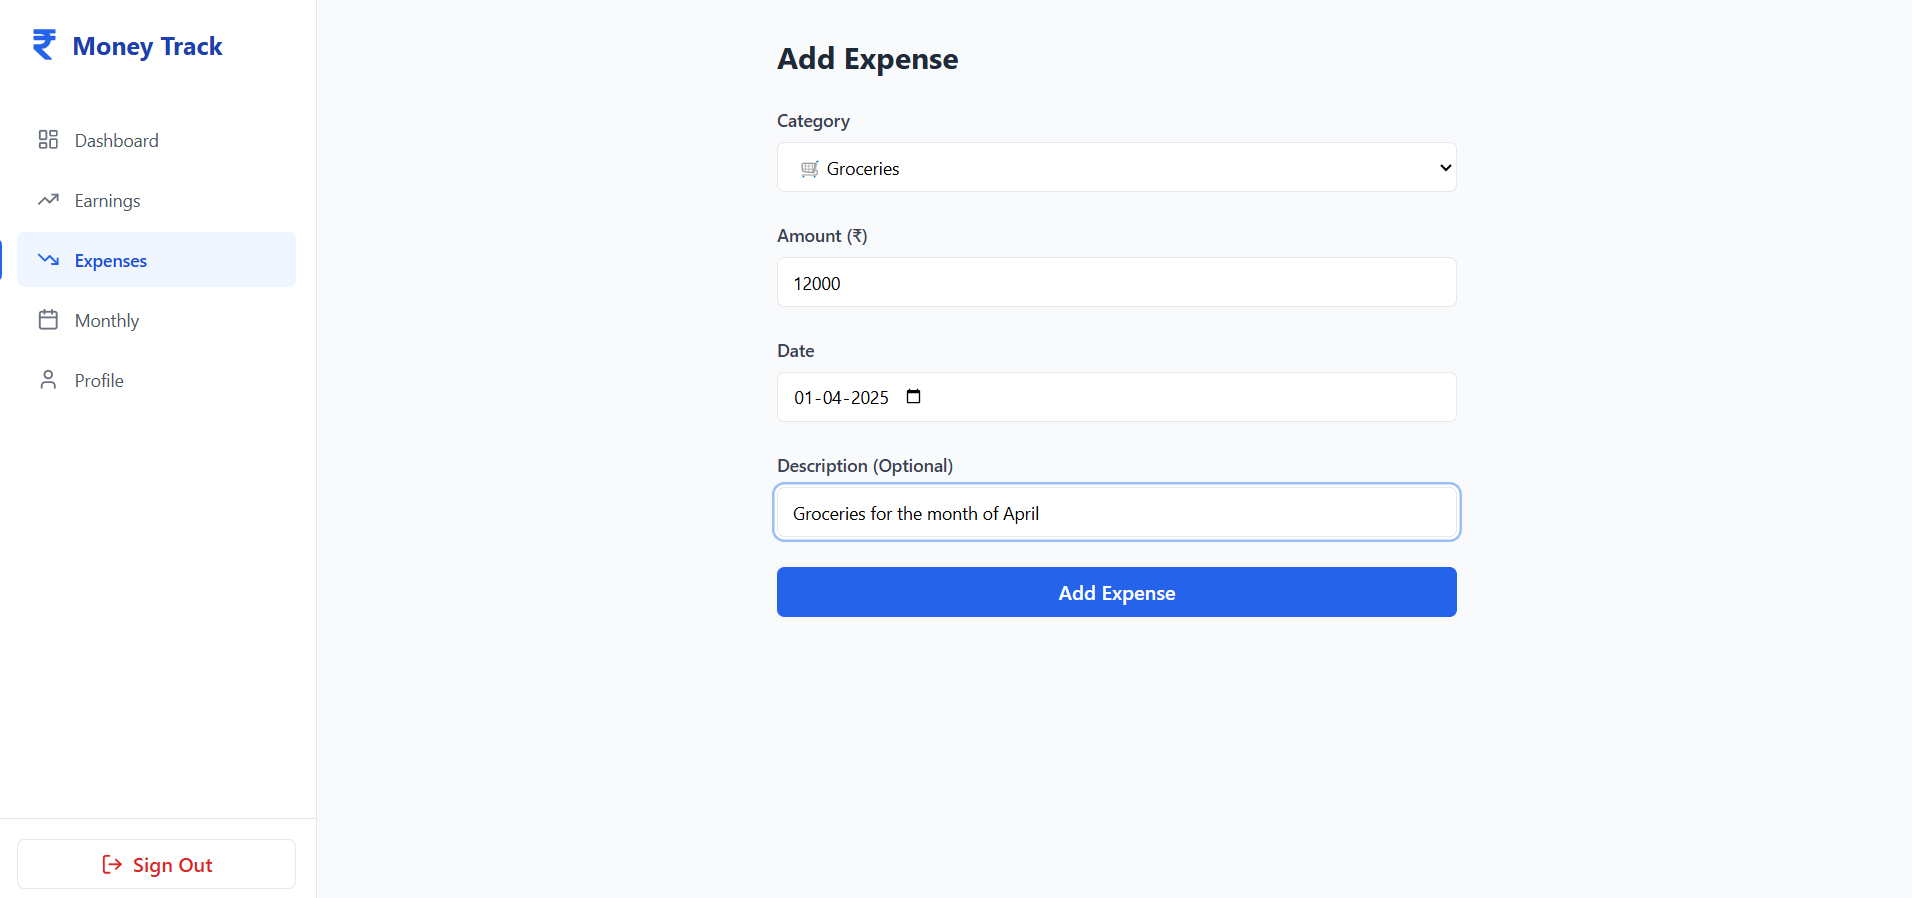 Money Track
Dashboard
Earnings
Expenses
Monthly
Profile
Sign Out
Add Expense
Category
🛒 Groceries
Amount (₹)
12000
Date
01-04-2025
Description (Optional)
Groceries for the month of April
Add Expense